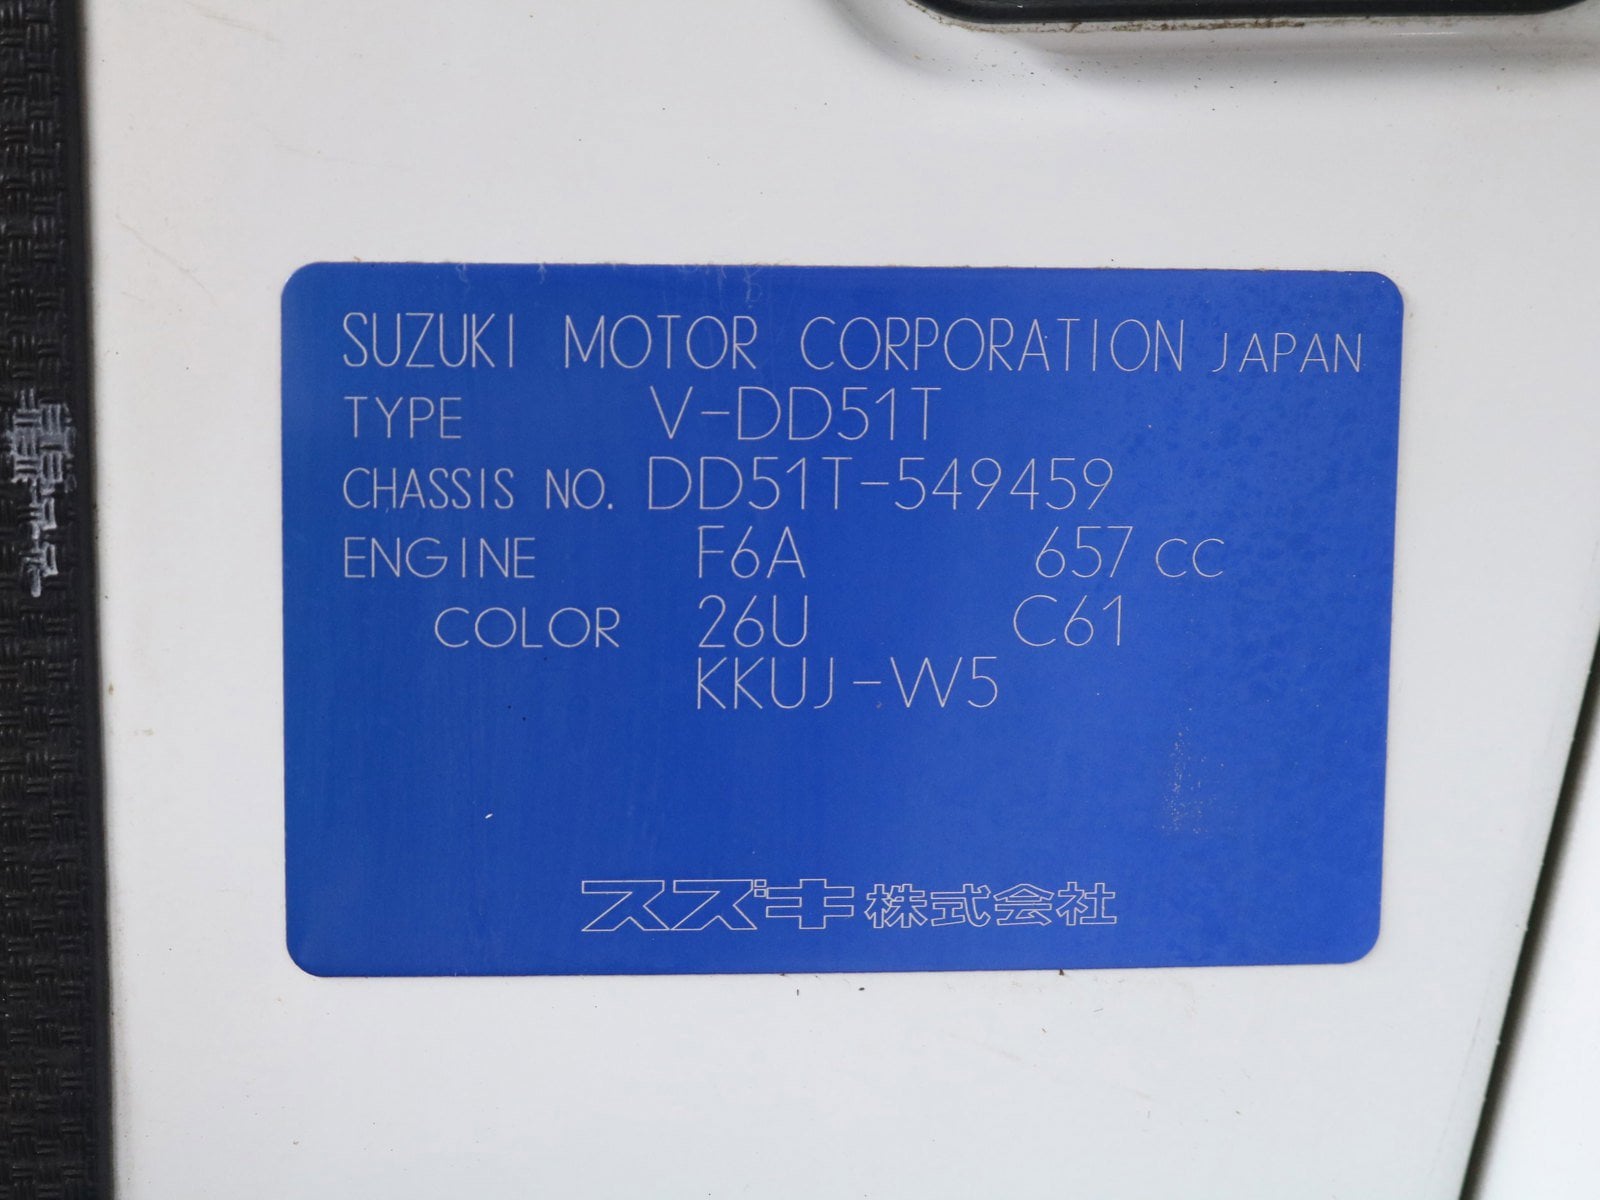 SUZUKI MOTOR CORPORATION JAPAN
TYPE V-DD51T
CHASSIS NO. DD51T-549459
ENGINE F6A 657 CC
COLOR 26U C61
KKUJ-W5
スズキ株式会社